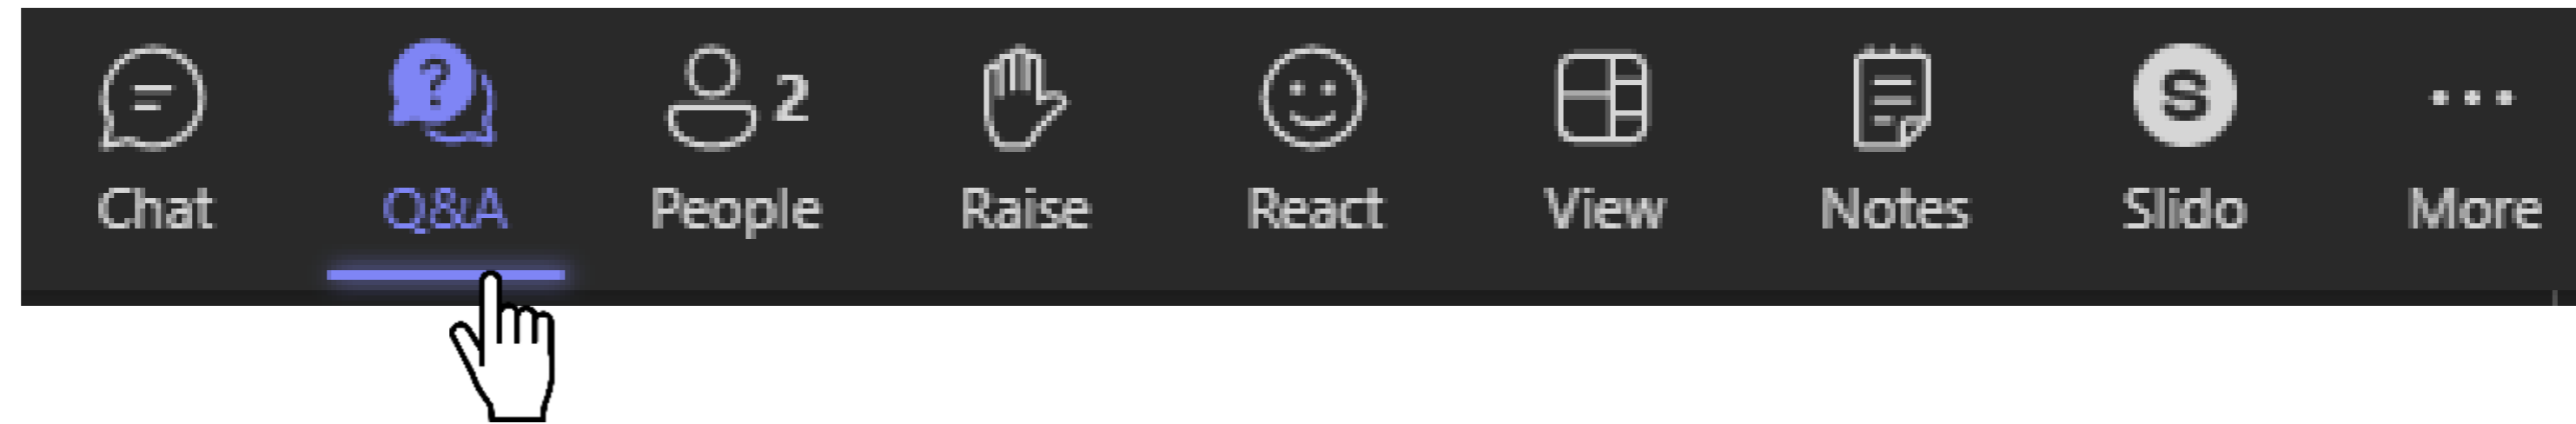 ? 2 S ...
Chat Q&A People Raise React View Notes Slido More